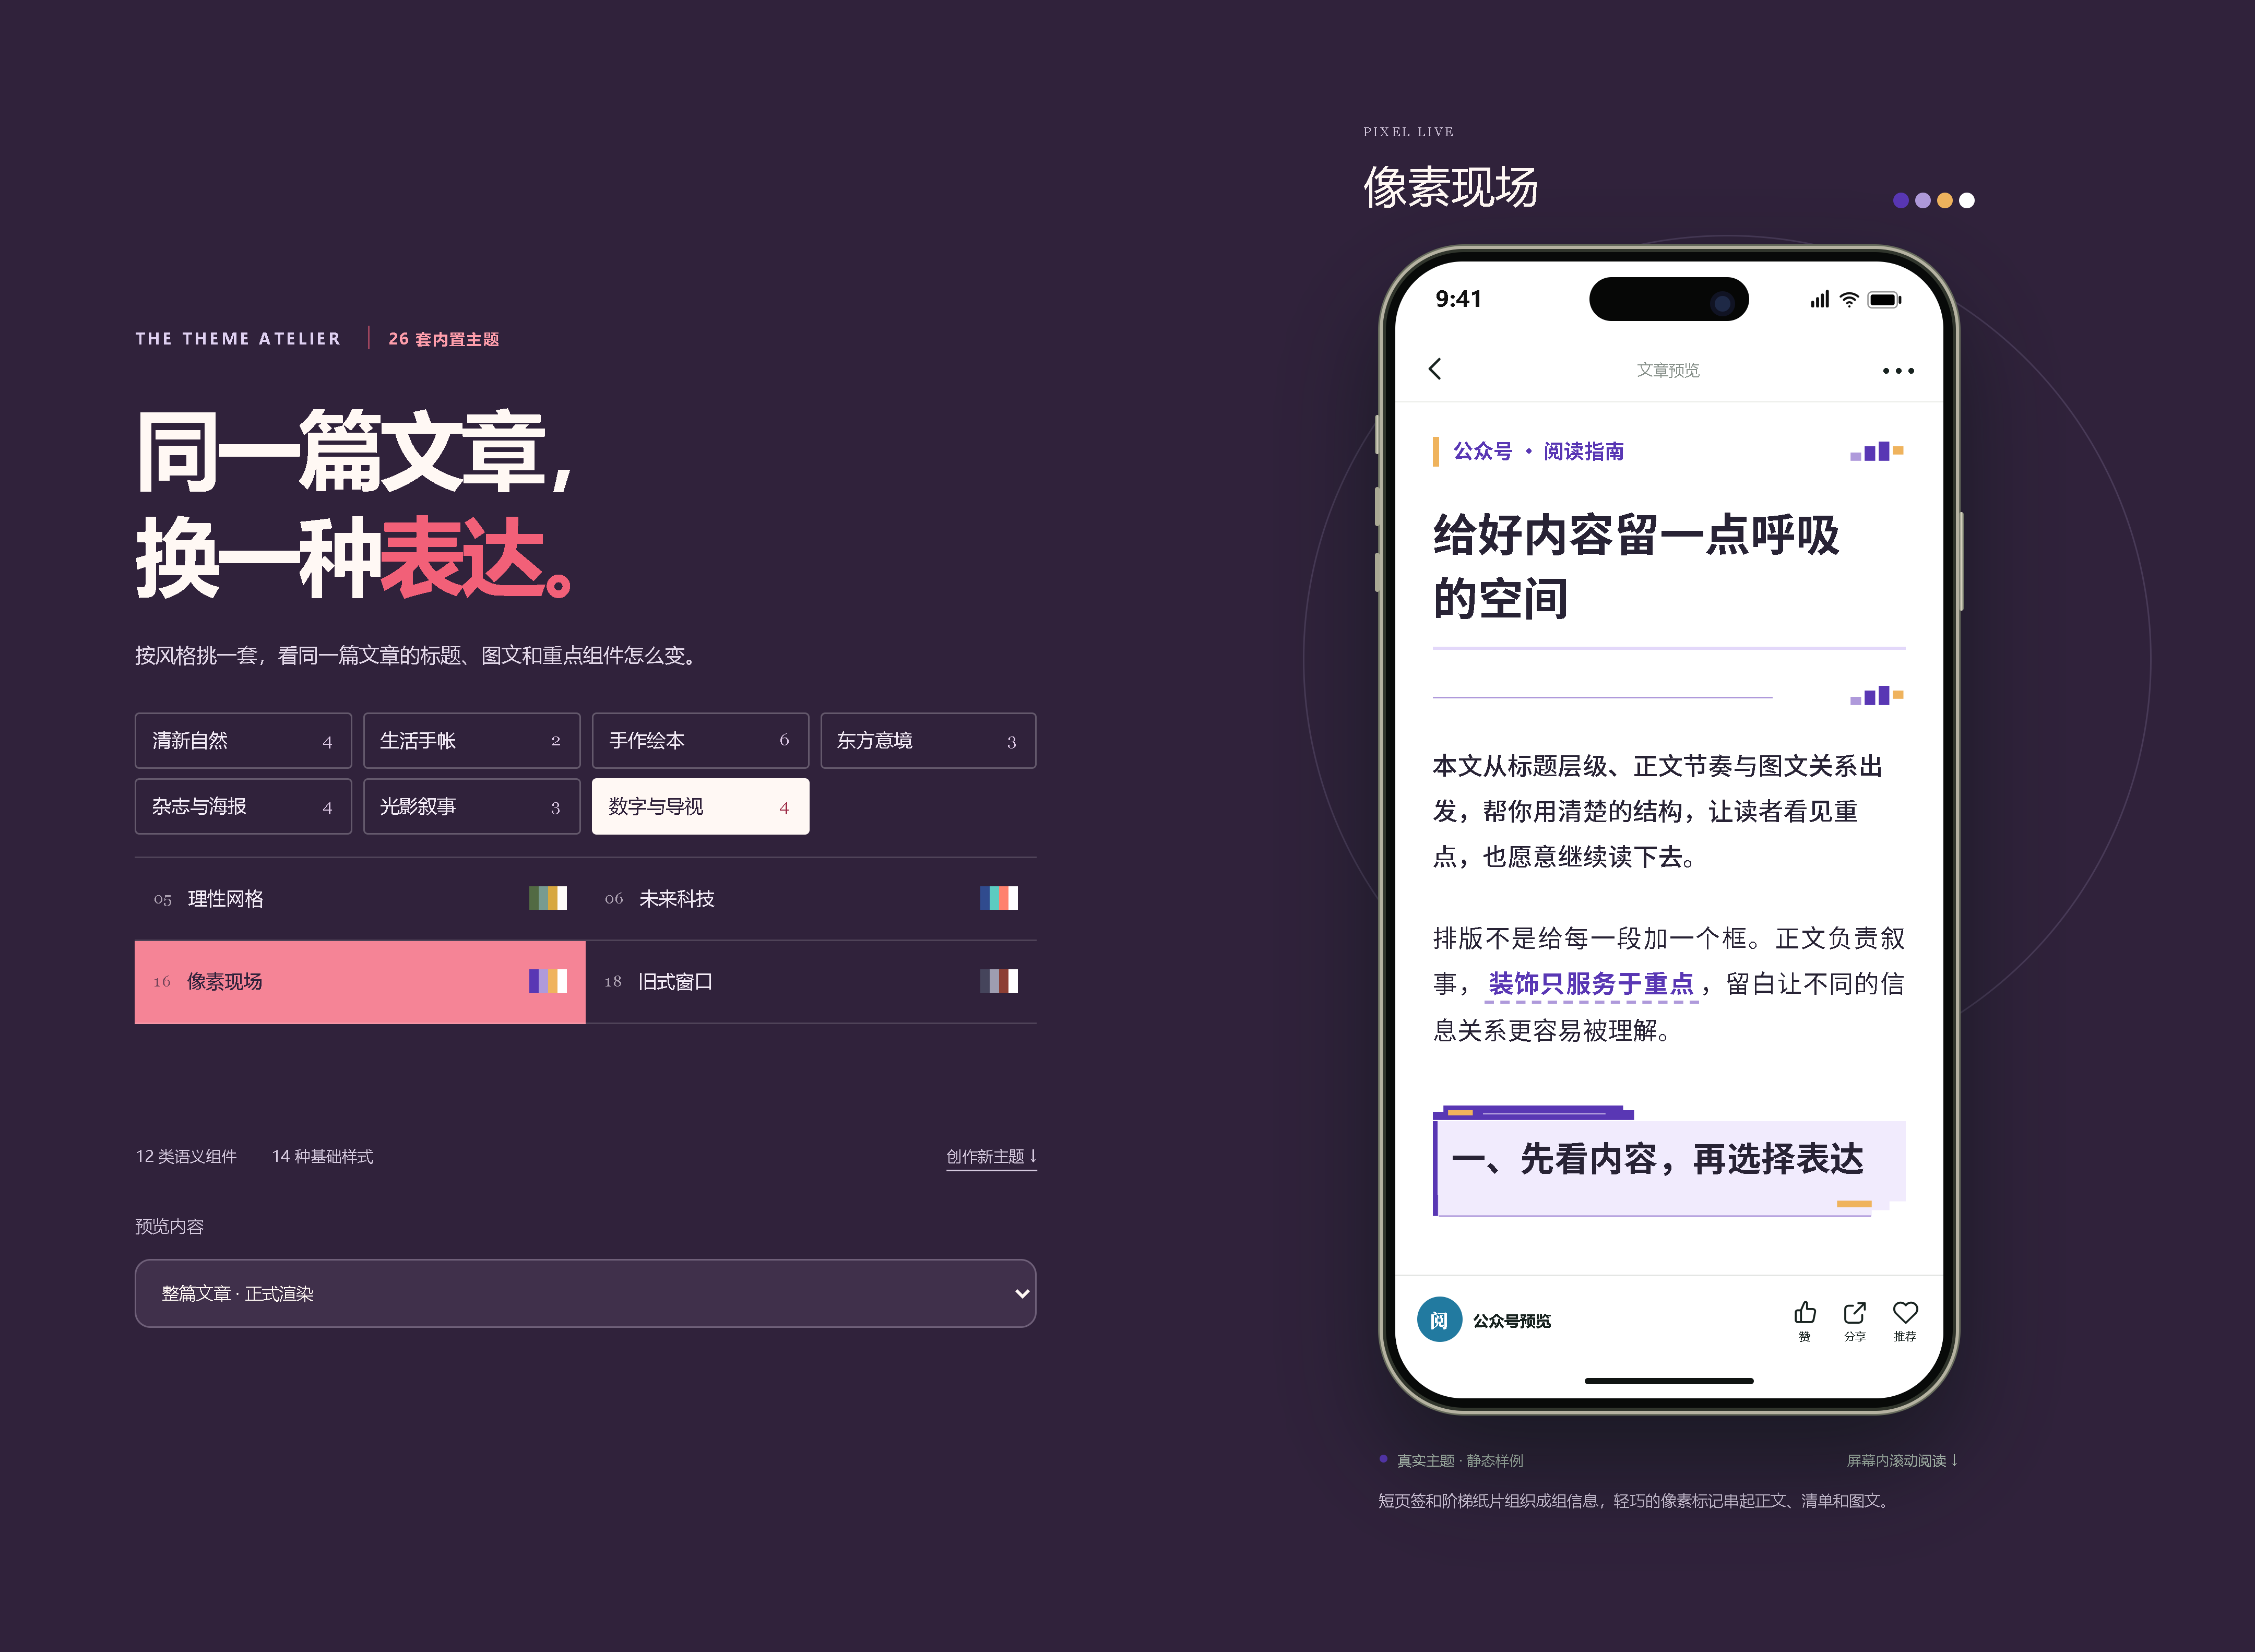 THE THEME ATELIER
26 套内置主题
同一篇文章,
换一种表达。
按风格挑一套，看同一篇文章的标题、图文和重点组件怎么变。
清新自然 4
生活手帐 2
手作绘本 6
东方意境 3
杂志与海报 4
光影叙事 3
数字与导视 4
05 理性网格
06 未来科技
16 像素现场
18 旧式窗口
12 类语义组件
14 种基础样式
创作新主题 ↓
预览内容
整篇文章 · 正式渲染
PIXEL LIVE
像素现场
9:41
文章预览
公众号 · 阅读指南
给好内容留一点呼吸
的空间
本文从标题层级、正文节奏与图文关系出
发，帮你用清楚的结构，让读者看见重
点，也愿意继续读下去。
排版不是给每一段加一个框。正文负责叙
事，装饰只服务于重点，留白让不同的信
息关系更容易被理解。
一、先看内容，再选择表达
阅
公众号预览
赞
分享
推荐
真实主题 · 静态样例
屏幕内滚动阅读 ↓
短页签和阶梯纸片组织成组信息，轻巧的像素标记串起正文、清单和图文。